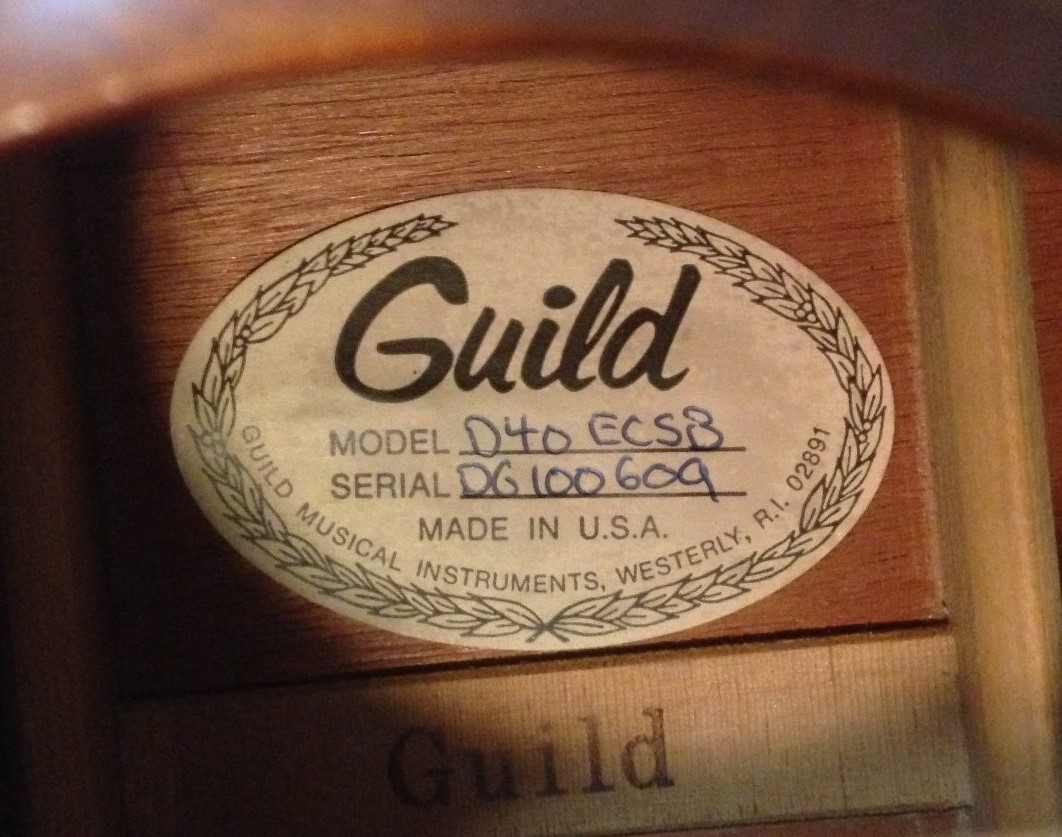 Guild
MODEL D40 ECSB
SERIAL DG100609
MADE IN U.S.A.
GUILD MUSICAL INSTRUMENTS, WESTERLY, R.I. 02891
Guild